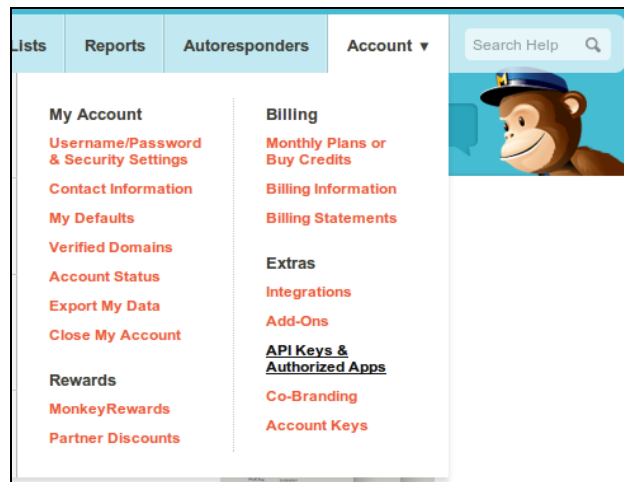 Lists Reports Autoresponders Account ▼ Search Help
My Account
Username/Password
& Security Settings
Contact Information
My Defaults
Verified Domains
Account Status
Export My Data
Close My Account
Rewards
MonkeyRewards
Partner Discounts
Billing
Monthly Plans or
Buy Credits
Billing Information
Billing Statements
Extras
Integrations
Add-Ons
API Keys &
Authorized Apps
Co-Branding
Account Keys